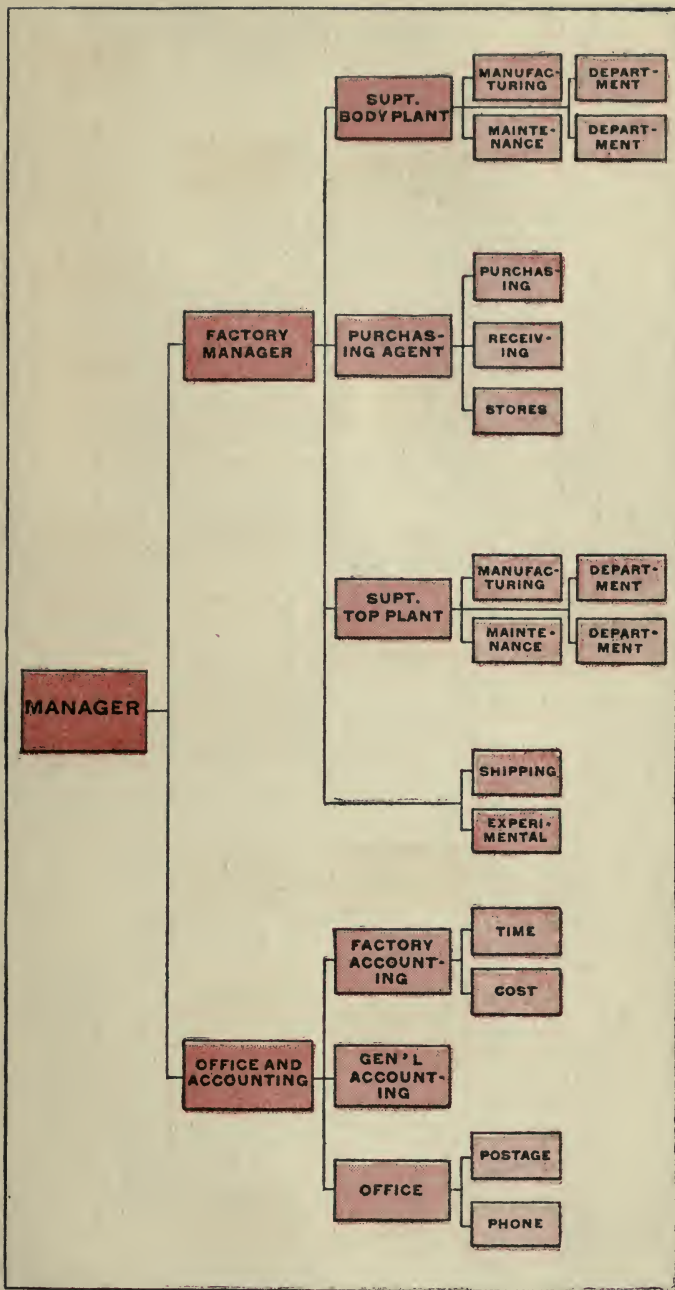 MANUFAC-
TURING
DEPART-
MENT
SUPT.
BODY PLANT
MAINTE-
NANCE
DEPART-
MENT
PURCHAS-
ING
FACTORY
MANAGER
PURCHAS-
ING AGENT
RECEIV-
ING
STORES
MANUFAC-
TURING
DEPART-
MENT
SUPT.
TOP PLANT
MAINTE-
NANCE
DEPART-
MENT
MANAGER
SHIPPING
EXPERI-
MENTAL
TIME
FACTORY
ACCOUNT-
ING
COST
OFFICE AND
ACCOUNTING
GEN'L
ACCOUNT-
ING
POSTAGE
OFFICE
PHONE